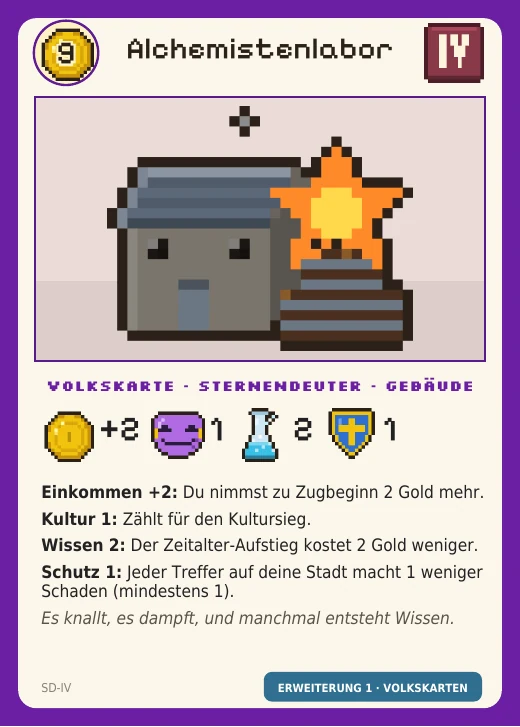 9 Alchemistenlabor IV
VOLKSKARTE · STERNENDEUTER · GEBÄUDE
+2 1 2 1
Einkommen +2: Du nimmst zu Zugbeginn 2 Gold mehr.
Kultur 1: Zählt für den Kultursieg.
Wissen 2: Der Zeitalter-Aufstieg kostet 2 Gold weniger.
Schutz 1: Jeder Treffer auf deine Stadt macht 1 weniger
Schaden (mindestens 1).
Es knallt, es dampft, und manchmal entsteht Wissen.
SD-IV ERWEITERUNG 1 · VOLKSKARTEN